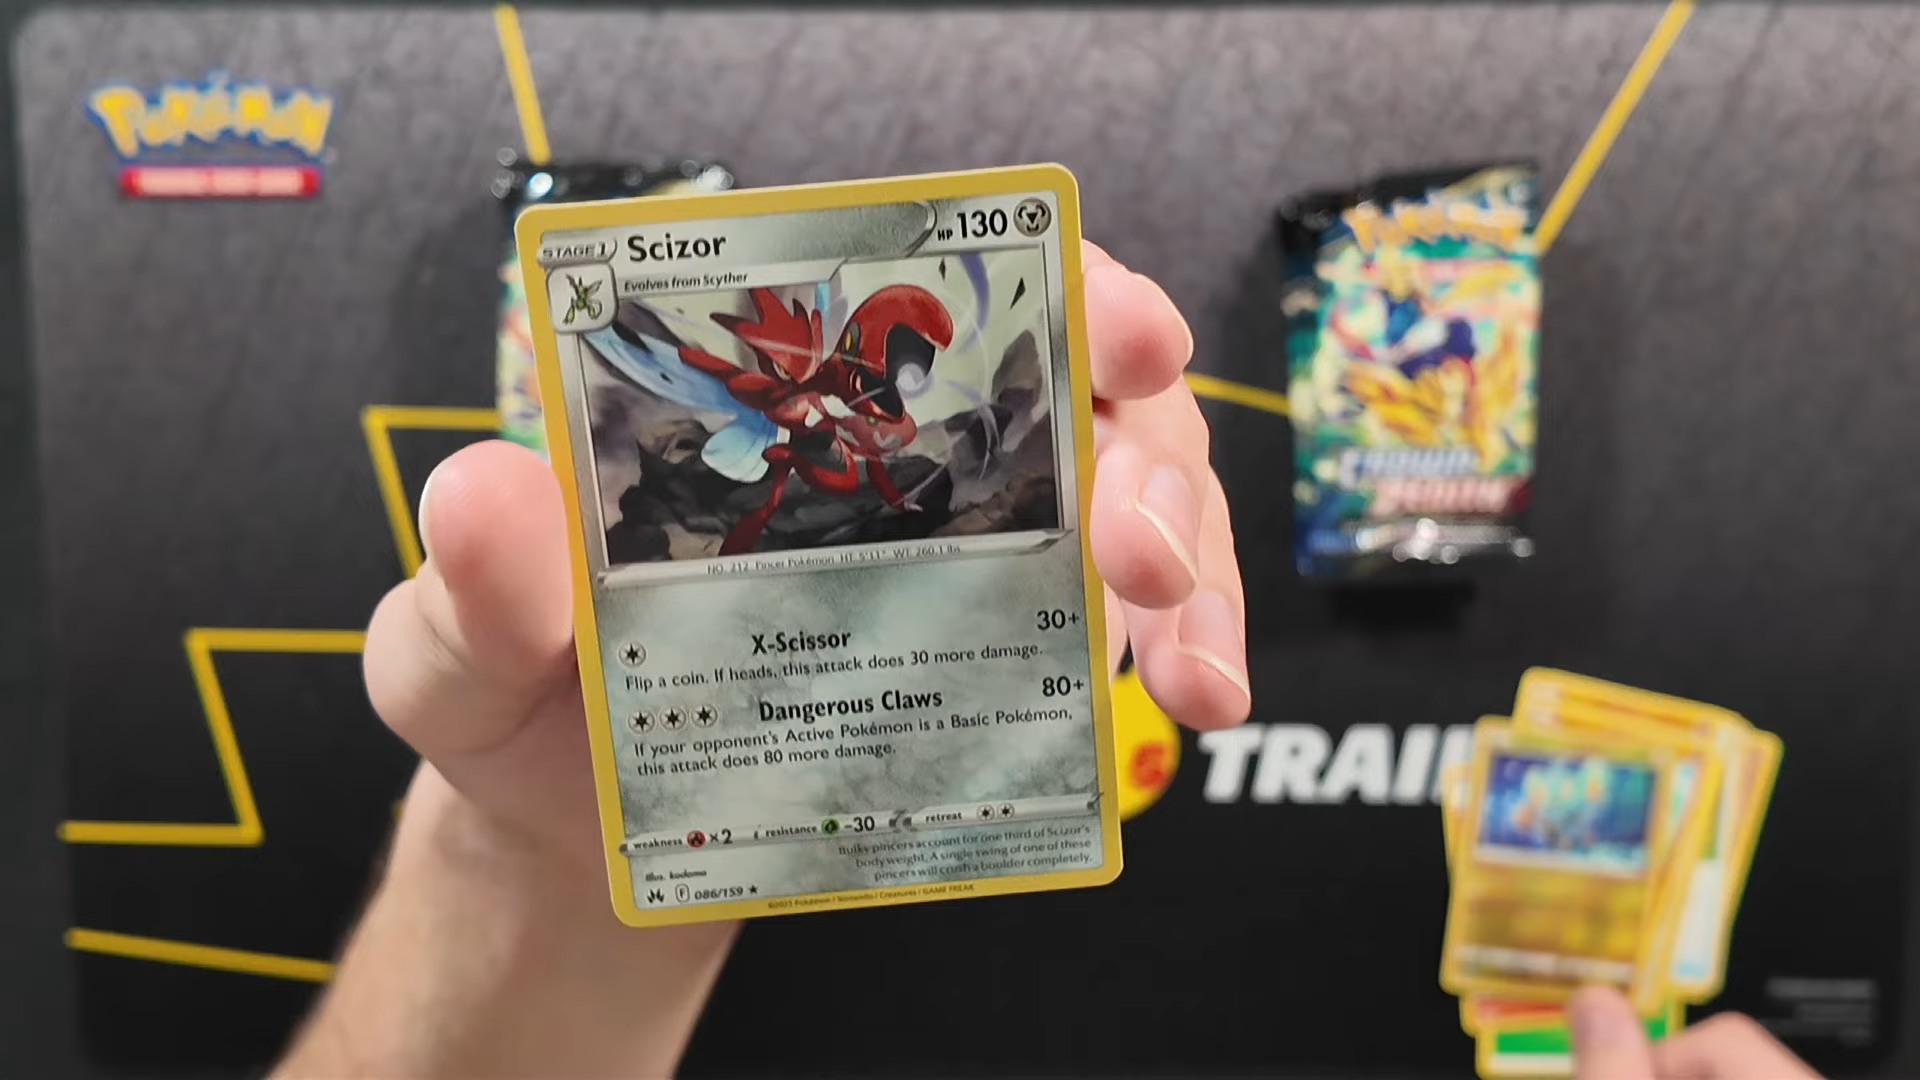 Pokémon
STAGE 1
Scizor
HP 130
Evolves from Scyther
NO. 212 Pincer Pokémon HT. 5'11" WT. 260.1 lbs
X-Scissor 30+
Flip a coin. If heads, this attack does 30 more damage.
Dangerous Claws 80+
If your opponent's Active Pokémon is a Basic Pokémon,
this attack does 80 more damage.
weakness ×2 resistance -30 retreat
Bulky pincers account for one third of Scizor's
body weight. A single swing of one of these
pincers will crush a boulder completely.
Illus. kodama
F 086/159
©2023 Pokémon / Nintendo / Creatures / GAME FREAK
Pokémon
CROWN
ZENITH
TRAI